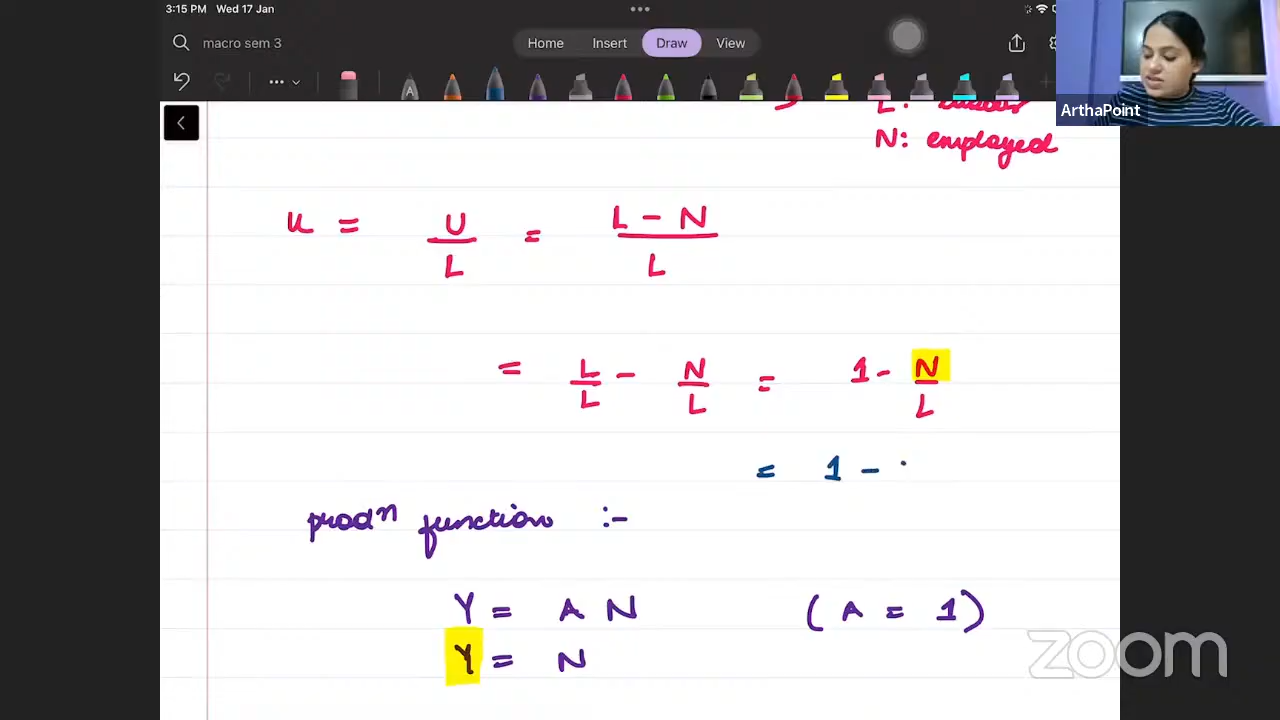 3:15 PM Wed 17 Jan
macro sem 3
Home Insert Draw View
A
ArthaPoint
L:
N: employed
u = U/L = (L - N)/L
= L/L - N/L = 1 - N/L
= 1 -
prodn function :-
Y = A N (A = 1)
Y = N
zoom